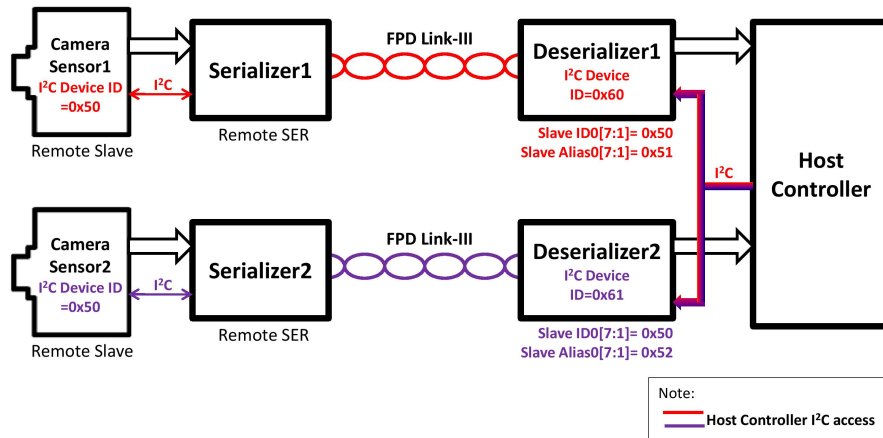 Camera
Sensor1
I²C Device ID
=0x50
Remote Slave
I²C
Serializer1
Remote SER
FPD Link-III
Deserializer1
I²C Device
ID=0x60
Slave ID0[7:1]= 0x50
Slave Alias0[7:1]= 0x51
I²C
Host
Controller
Camera
Sensor2
I²C Device ID
=0x50
Remote Slave
I²C
Serializer2
Remote SER
FPD Link-III
Deserializer2
I²C Device
ID=0x61
Slave ID0[7:1]= 0x50
Slave Alias0[7:1]= 0x52
Note:
Host Controller I²C access